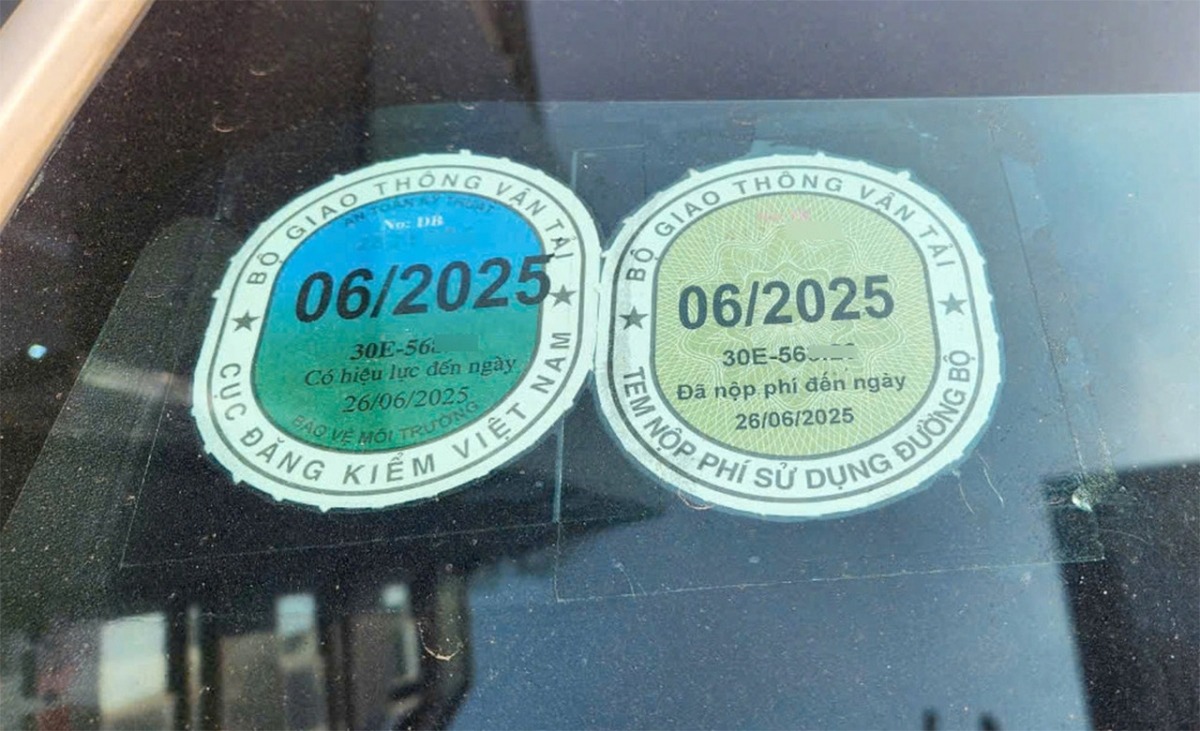 BỘ GIAO THÔNG VẬN TẢI
AN TOÀN KỸ THUẬT
No: DB
06/2025
30E-56
Có hiệu lực đến ngày
26/06/2025
BẢO VỆ MÔI TRƯỜNG
★ CỤC ĐĂNG KIỂM VIỆT NAM ★
BỘ GIAO THÔNG VẬN TẢI
06/2025
30E-56
Đã nộp phí đến ngày
26/06/2025
★ TEM NỘP PHÍ SỬ DỤNG ĐƯỜNG BỘ ★